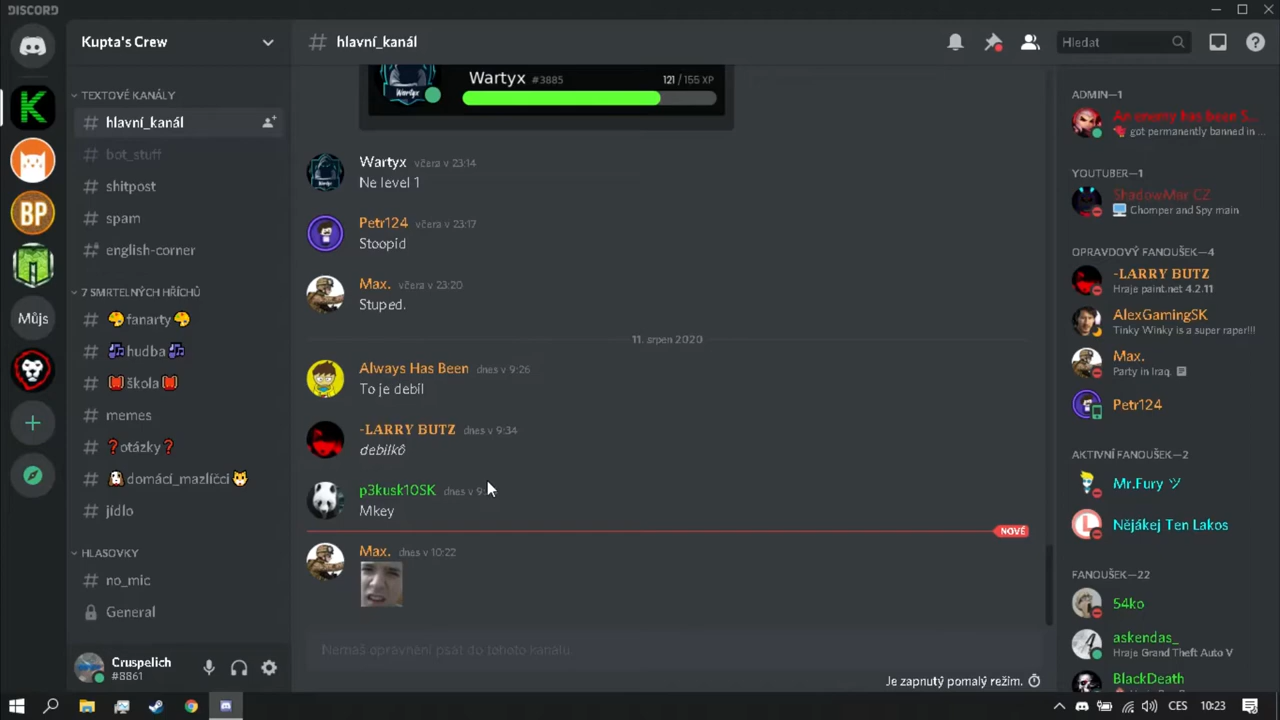 DISCORD
Kupta's Crew
hlavní_kanál
Hledat
TEXTOVÉ KANÁLY
hlavní_kanál
bot_stuff
shitpost
spam
english-corner
7 SMRTELNÝCH HŘÍCHŮ
fanarty
hudba
škola
memes
❓otázky❓
domácí_mazlíčci
jídlo
HLASOVKY
no_mic
General
BP
Můjs
Cruspelich
#8861
Wartyx #3885 121 / 155 XP
Wartyx včera v 23:14
Ne level 1
Petr124 včera v 23:17
Stoopid
Max. včera v 23:20
Stuped.
11. srpen 2020
Always Has Been dnes v 9:26
To je debil
-LARRY BUTZ dnes v 9:34
debilkô
p3kusk10SK dnes v
Mkey
NOVÉ
Max. dnes v 10:22
Nemáš oprávnění psát do tohoto kanálu.
Je zapnutý pomalý režim.
ADMIN—1
An enemy has been S...
got permanently banned in ...
YOUTUBER—1
ShadowMar CZ
Chomper and Spy main
OPRAVDOVÝ FANOUŠEK—4
-LARRY BUTZ
Hraje paint.net 4.2.11
AlexGamingSK
Tinky Winky is a super raper!!!
Max.
Party in Iraq.
Petr124
AKTIVNÍ FANOUŠEK—2
Mr.Fury ツ
Nějákej Ten Lakos
FANOUŠEK—22
54ko
askendas_
Hraje Grand Theft Auto V
BlackDeath
CES
10:23